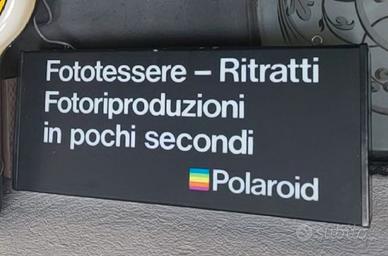 Fototessere – Ritratti
Fotoriproduzioni
in pochi secondi
Polaroid
subito